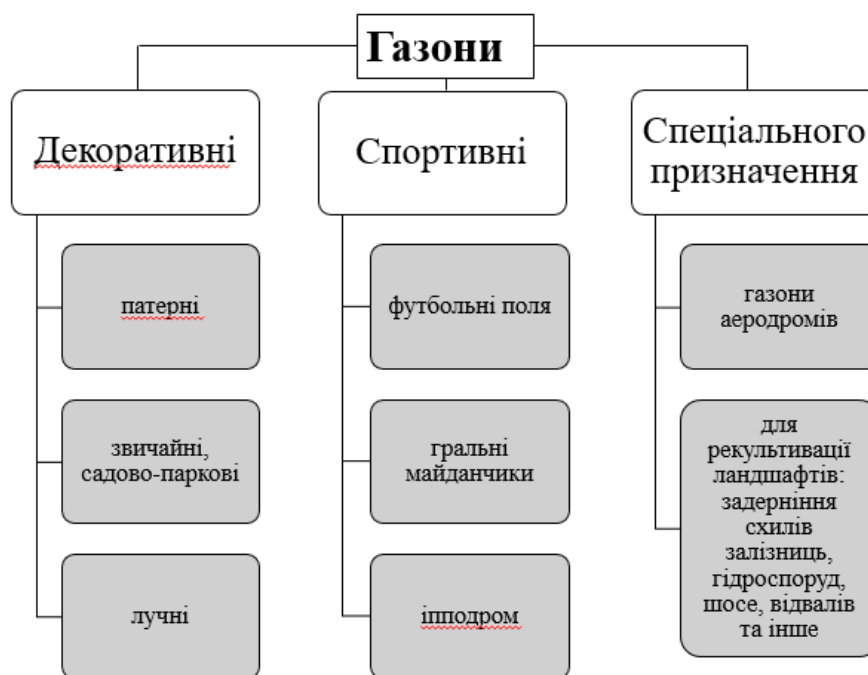 Газони
Декоративні
патерні
звичайні,
садово-паркові
лучні
Спортивні
футбольні поля
гральні
майданчики
іпподром
Спеціального
призначення
газони
аеродромів
для
рекультивації
ландшафтів:
задерніння
схилів
залізниць,
гідроспоруд,
шосе, відвалів
та інше